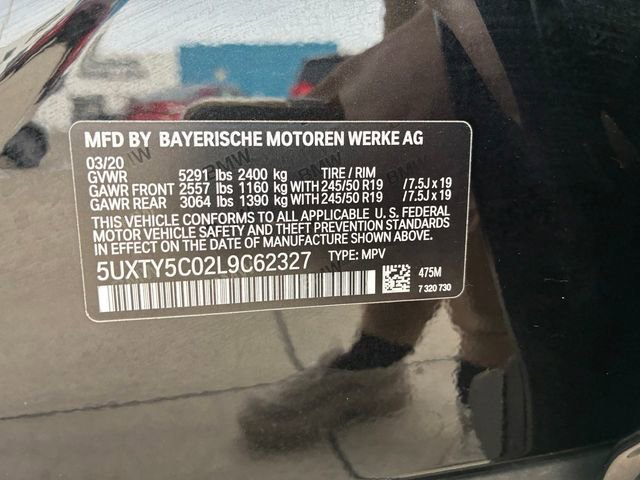 MFD BY BAYERISCHE MOTOREN WERKE AG
03/20
GVWR 5291 lbs 2400 kg TIRE / RIM
GAWR FRONT 2557 lbs 1160 kg WITH 245/50 R19 /7.5J x 19
GAWR REAR 3064 lbs 1390 kg WITH 245/50 R19 /7.5J x 19
THIS VEHICLE CONFORMS TO ALL APPLICABLE U. S. FEDERAL
MOTOR VEHICLE SAFETY AND THEFT PREVENTION STANDARDS
IN EFFECT ON THE DATE OF MANUFACTURE SHOWN ABOVE.
5UXTY5C02L9C62327 TYPE: MPV
475M
7 320 730